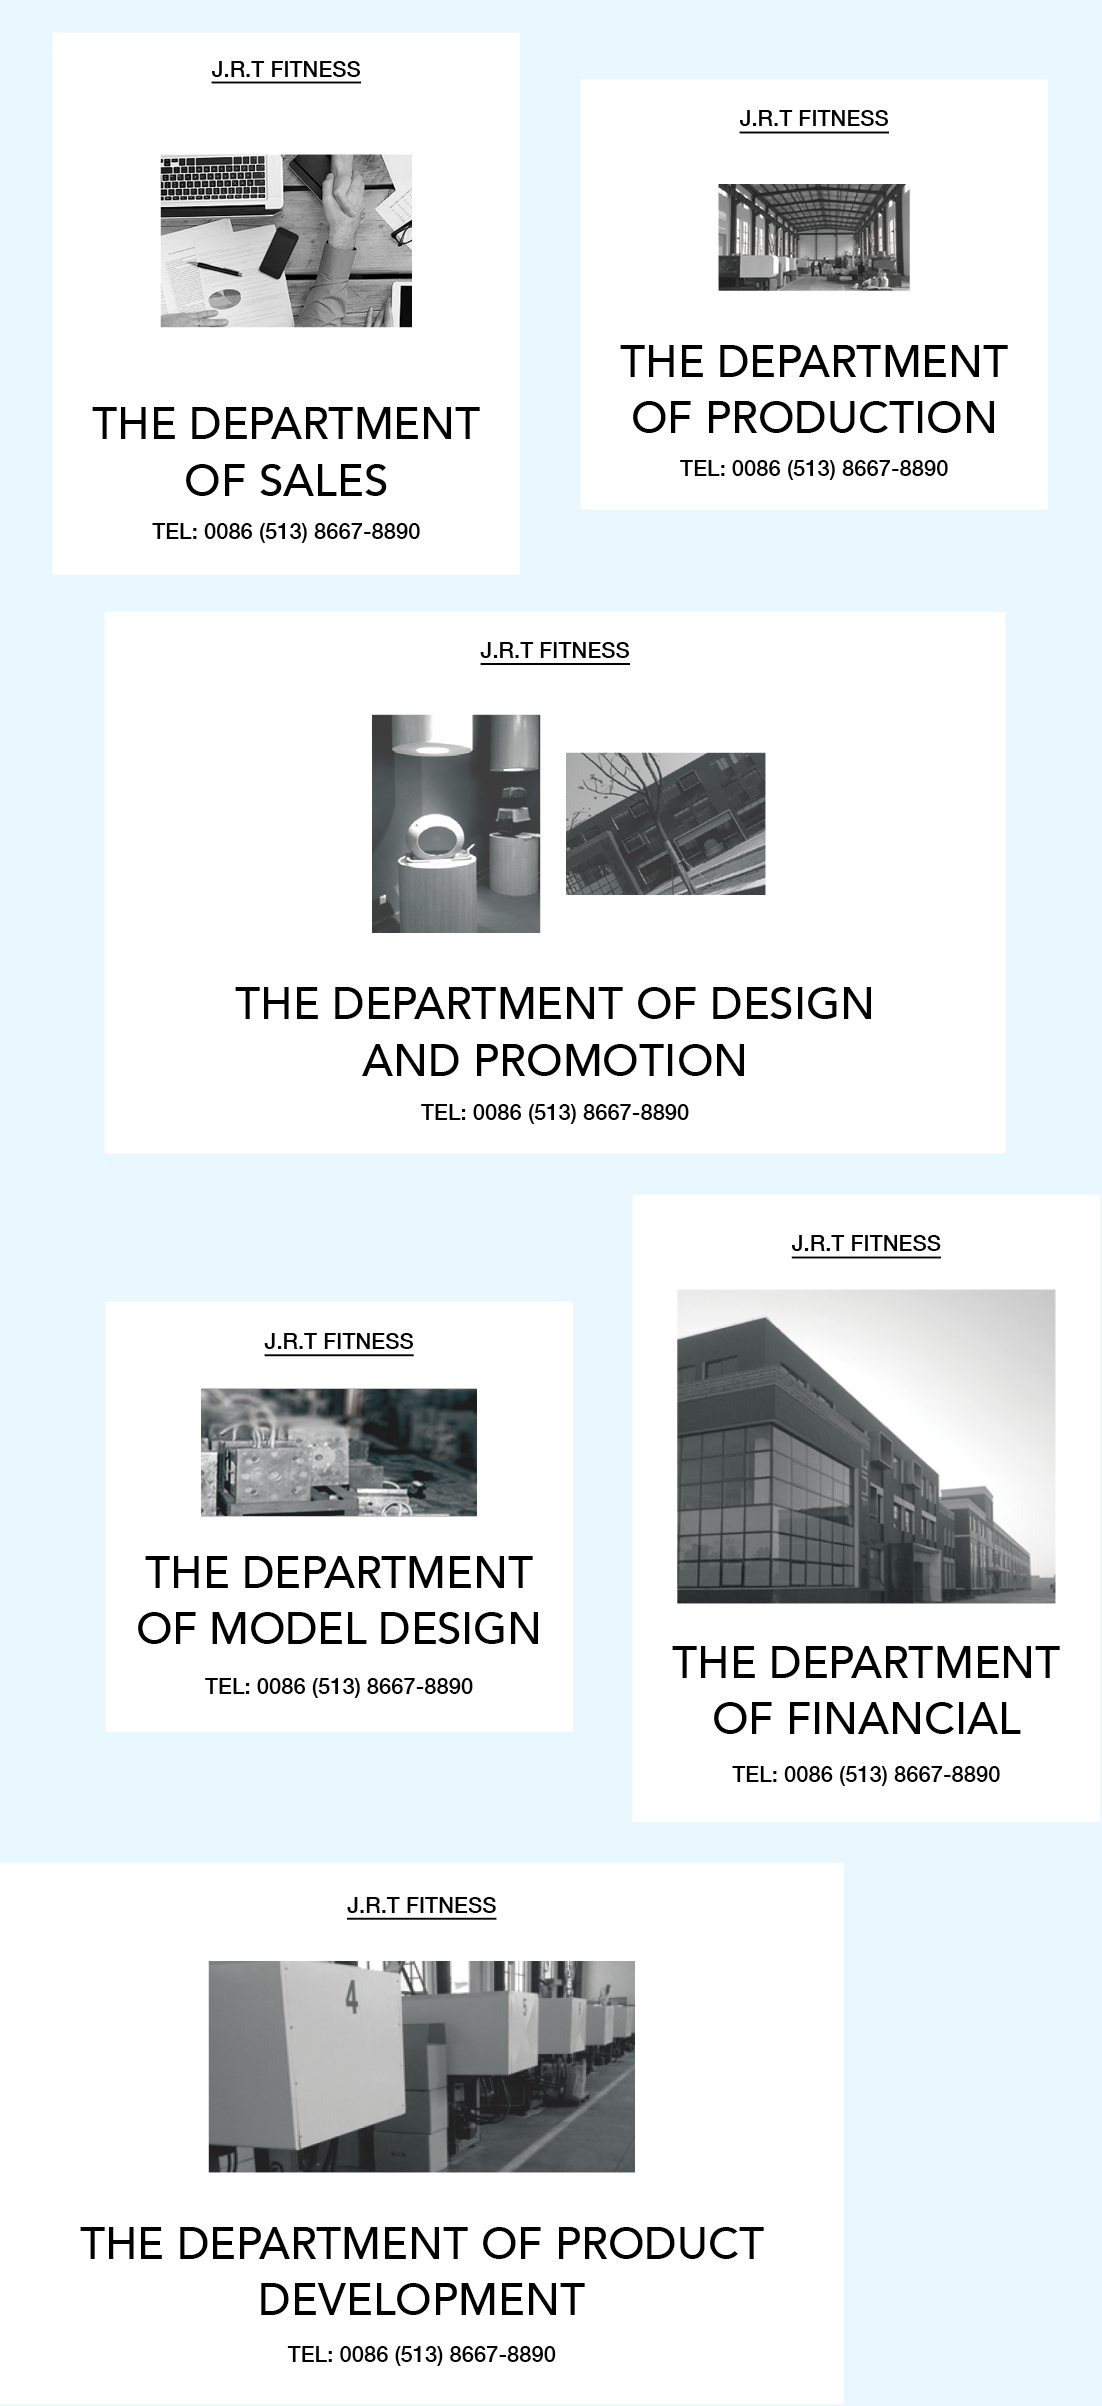 J.R.T FITNESS
THE DEPARTMENT
OF SALES
TEL: 0086 (513) 8667-8890
J.R.T FITNESS
THE DEPARTMENT
OF PRODUCTION
TEL: 0086 (513) 8667-8890
J.R.T FITNESS
THE DEPARTMENT OF DESIGN
AND PROMOTION
TEL: 0086 (513) 8667-8890
J.R.T FITNESS
THE DEPARTMENT
OF MODEL DESIGN
TEL: 0086 (513) 8667-8890
J.R.T FITNESS
THE DEPARTMENT
OF FINANCIAL
TEL: 0086 (513) 8667-8890
J.R.T FITNESS
4
5
THE DEPARTMENT OF PRODUCT
DEVELOPMENT
TEL: 0086 (513) 8667-8890